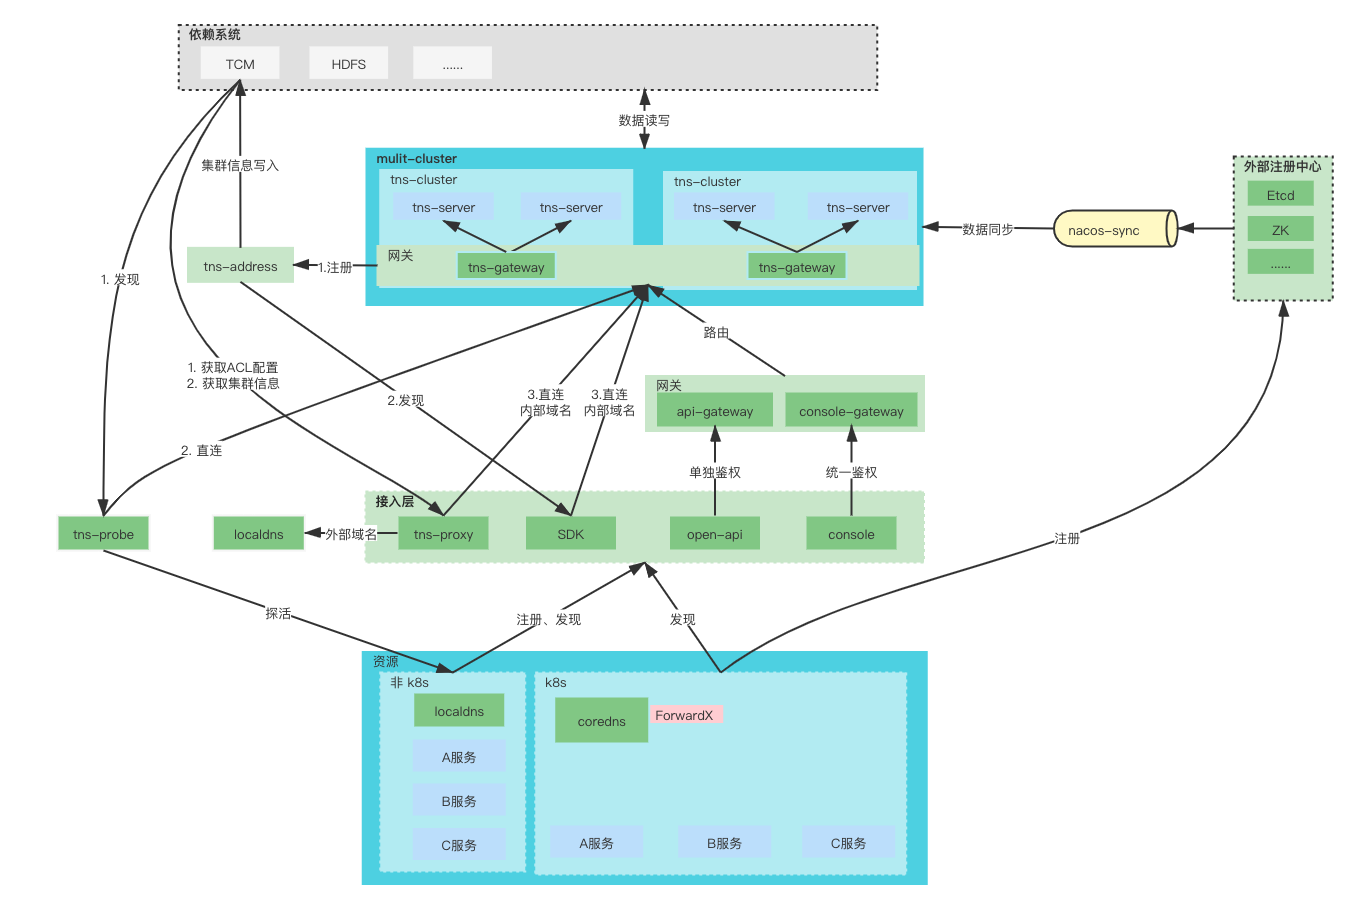 依赖系统
TCM
HDFS
......
数据读写
集群信息写入
mulit-cluster
tns-cluster
tns-server
tns-server
tns-cluster
tns-server
tns-server
网关
tns-gateway
tns-gateway
外部注册中心
Etcd
ZK
......
nacos-sync
数据同步
tns-address
1.注册
1. 发现
1. 获取ACL配置
2. 获取集群信息
2.发现
2. 直连
3.直连
内部域名
3.直连
内部域名
路由
网关
api-gateway
console-gateway
单独鉴权
统一鉴权
接入层
tns-probe
localdns
外部域名
tns-proxy
SDK
open-api
console
注册
探活
注册、发现
发现
资源
非 k8s
localdns
A服务
B服务
C服务
k8s
coredns
ForwardX
A服务
B服务
C服务